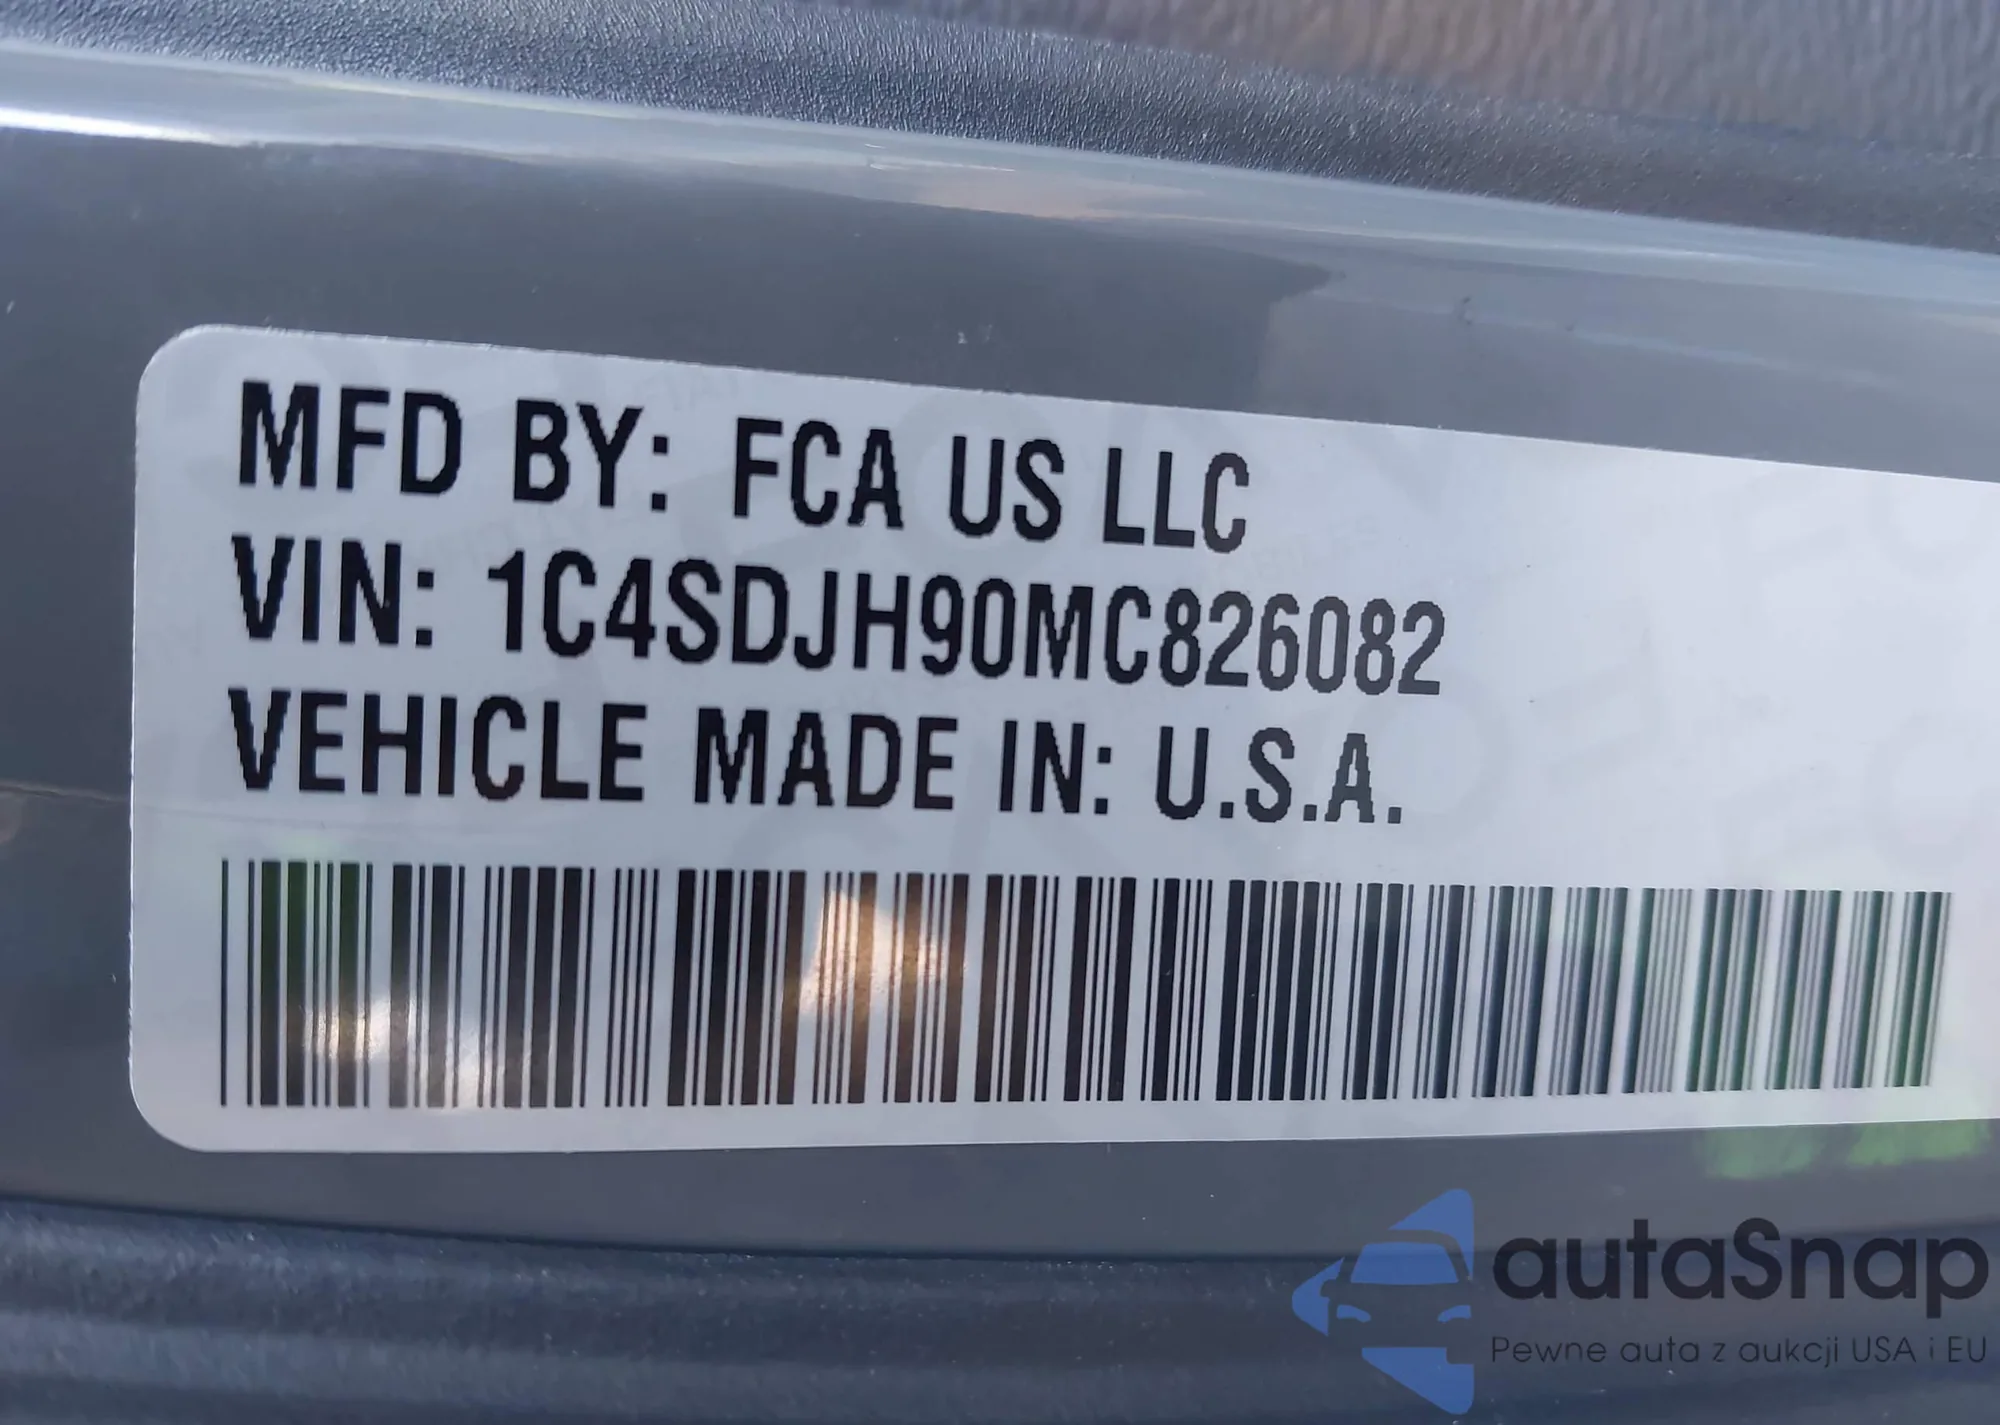 MFD BY: FCA US LLC
VIN: 1C4SDJH90MC826082
VEHICLE MADE IN: U.S.A.
autaSnap
Pewne auta z aukcji USA i EU